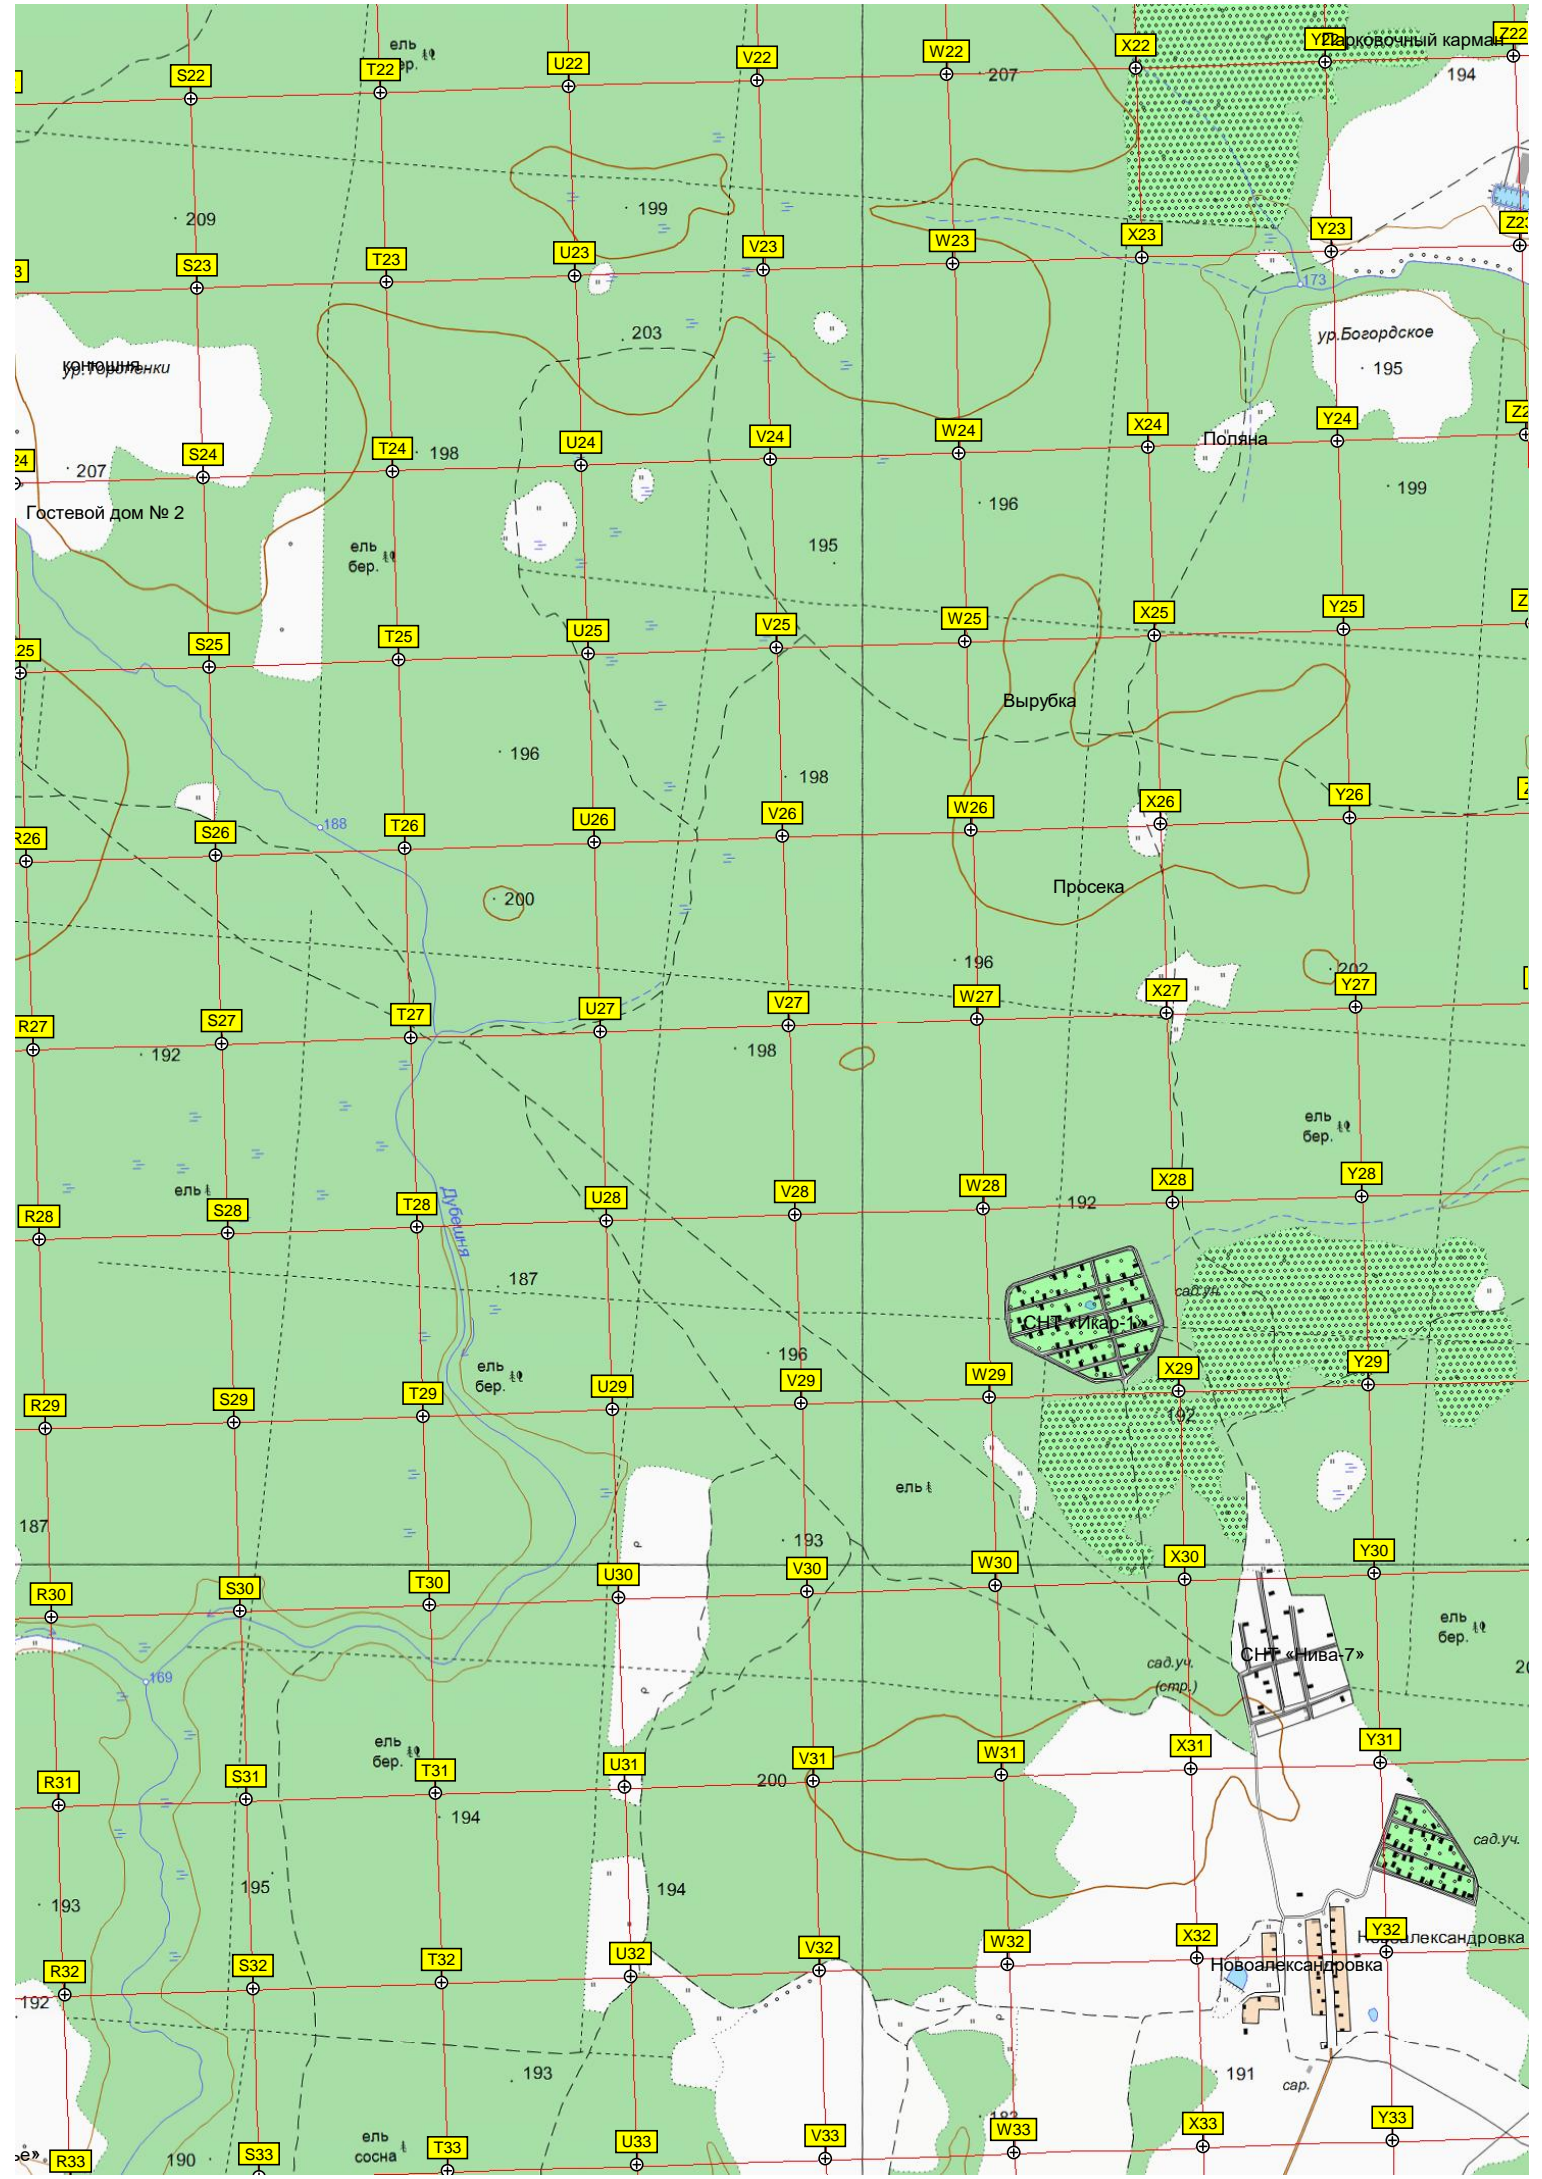 ель
бер.
S22
T22
U22
V22
W22
X22
Y22
Парковочный карман
Z22
207
194
209
199
S23
T23
U23
V23
W23
X23
Y23
Z23
173
203
ур.Богордское
195
конюшня
S24
T24
U24
V24
W24
X24
Y24
24
207
198
Поляна
196
199
Гостевой дом № 2
ель
бер.
195
25
S25
T25
U25
V25
W25
X25
Y25
Вырубка
196
198
R26
S26
T26
U26
V26
W26
X26
Y26
188
200
Просека
196
202
R27
S27
T27
U27
V27
W27
X27
Y27
192
198
ель
бер.
ель
R28
S28
T28
U28
V28
W28
X28
Y28
192
Дубешня
187
сад.уч.
СНТ «Икар-1»
196
ель
бер.
R29
S29
T29
U29
V29
W29
X29
Y29
192
ель
187
193
R30
S30
T30
U30
V30
W30
X30
Y30
ель
бер.
169
СНТ «Нива-7»
сад.уч.
(стр.)
ель
бер.
R31
S31
T31
U31
V31
W31
X31
Y31
200
194
сад.уч.
193
195
194
R32
S32
T32
U32
V32
W32
X32
Y32
Новоалександровка
Новоалександровка
192
193
191
сар.
183
ель
сосна
190
R33
S33
T33
U33
V33
W33
X33
Y33